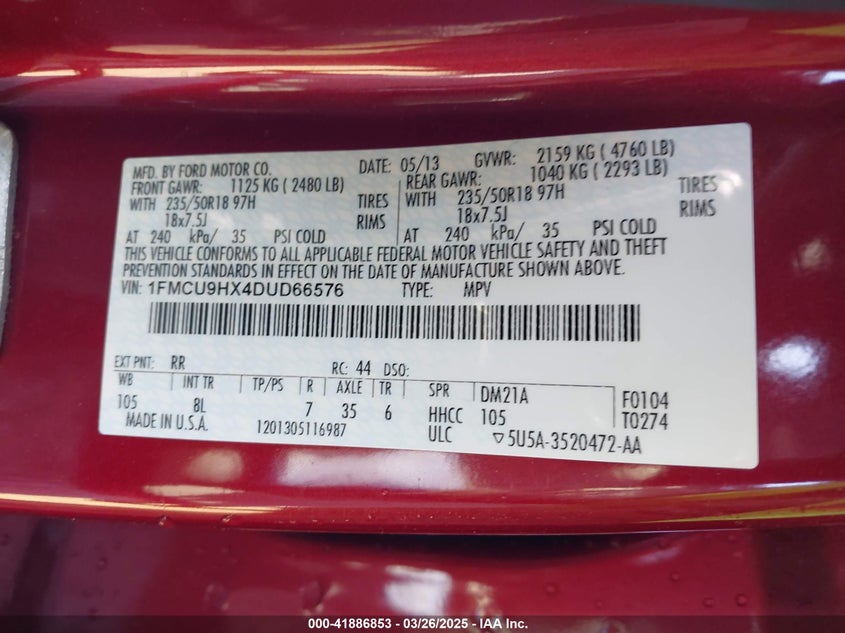 MFD. BY FORD MOTOR CO. DATE: 05/13 GVWR: 2159 KG ( 4760 LB)
FRONT GAWR: 1125 KG ( 2480 LB) REAR GAWR: 1040 KG ( 2293 LB)
WITH 235/50R18 97H TIRES WITH 235/50R18 97H TIRES
18x7.5J RIMS 18x7.5J RIMS
AT 240 kPa/ 35 PSI COLD AT 240 kPa/ 35 PSI COLD
THIS VEHICLE CONFORMS TO ALL APPLICABLE FEDERAL MOTOR VEHICLE SAFETY AND THEFT
PREVENTION STANDARDS IN EFFECT ON THE DATE OF MANUFACTURE SHOWN ABOVE.
VIN: 1FMCU9HX4DUD66576 TYPE: MPV
EXT PNT: RR RC: 44 DSO:
WB INT TR TP/PS R AXLE TR SPR DM21A F0104
105 8L 7 35 6 HHCC 105 T0274
MADE IN U.S.A. 1201305116987 ULC ▽5U5A-3520472-AA
000-41886853 / 03/26/2025 - IAA Inc.